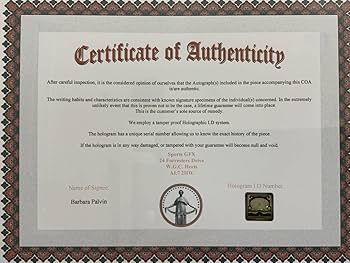 Certificate of Authenticity
After careful inspection, it is the considered opinion of ourselves that the Autograph(s) included in the piece accompanying this COA
is/are authentic.
The writing habits and characteristics are consistent with known signature specimens of the individual(s) concerned. In the extremely
unlikely event that this is proven not to be the case, a lifetime guarantee will come into place.
This is the customer's sole source of remedy.
We employ a tamper proof Holographic I.D system.
The hologram has a unique serial number allowing us to know the exact history of the piece.
If the hologram is in any way damaged, or tampered with your guarantee will become null and void.
Sports GFX
24 Furriers Drive
W.G.C, Herts
AL7
Name of Signee:
Hologram I.D Number:
Barbara Palvin